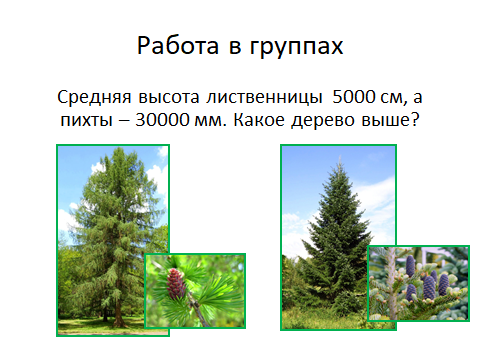 Работа в группах
Средняя высота лиственницы 5000 см, а
пихты – 30000 мм. Какое дерево выше?